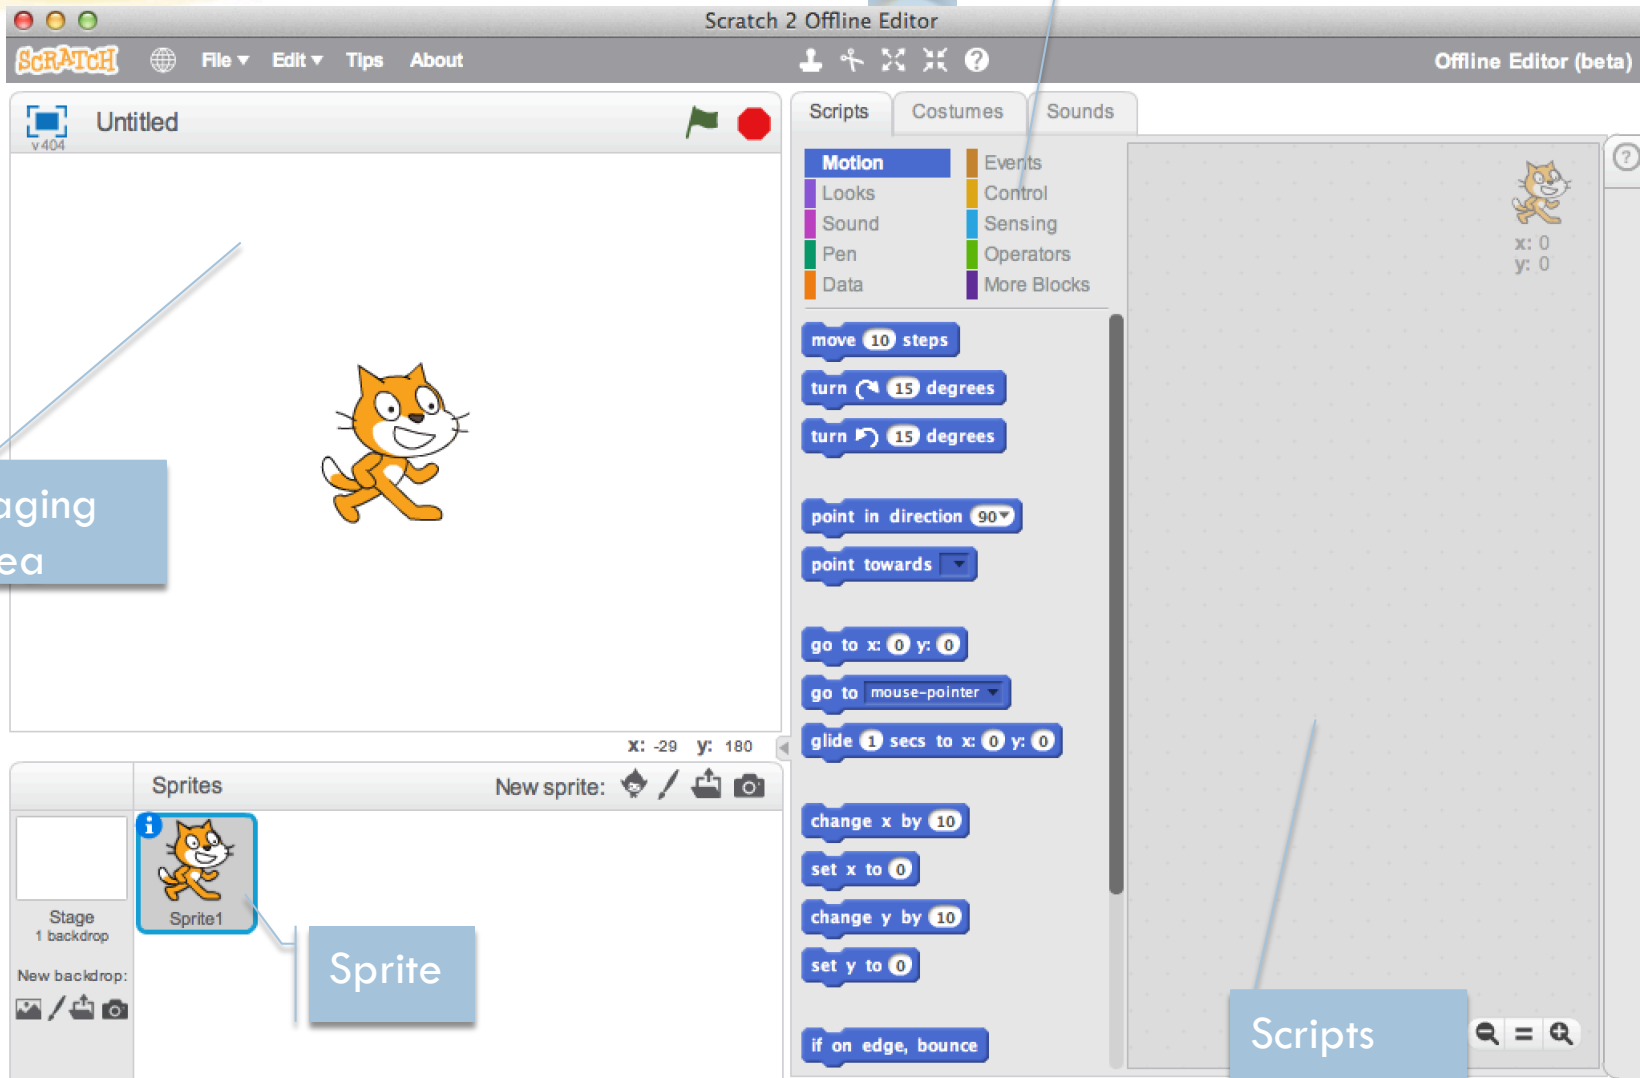 Scratch 2 Offline Editor
SCRATCH File Edit Tips About Offline Editor (beta)
v404 Untitled
Scripts Costumes Sounds
Motion Events
Looks Control
Sound Sensing
Pen Operators
Data More Blocks
x: 0
y: 0
move 10 steps
turn 15 degrees
turn 15 degrees
point in direction 90
point towards
go to x: 0 y: 0
go to mouse-pointer
glide 1 secs to x: 0 y: 0
change x by 10
set x to 0
change y by 10
set y to 0
if on edge, bounce
aging
ea
x: -29 y: 180
Sprites New sprite:
Stage
1 backdrop
New backdrop:
Sprite1
Sprite
Scripts